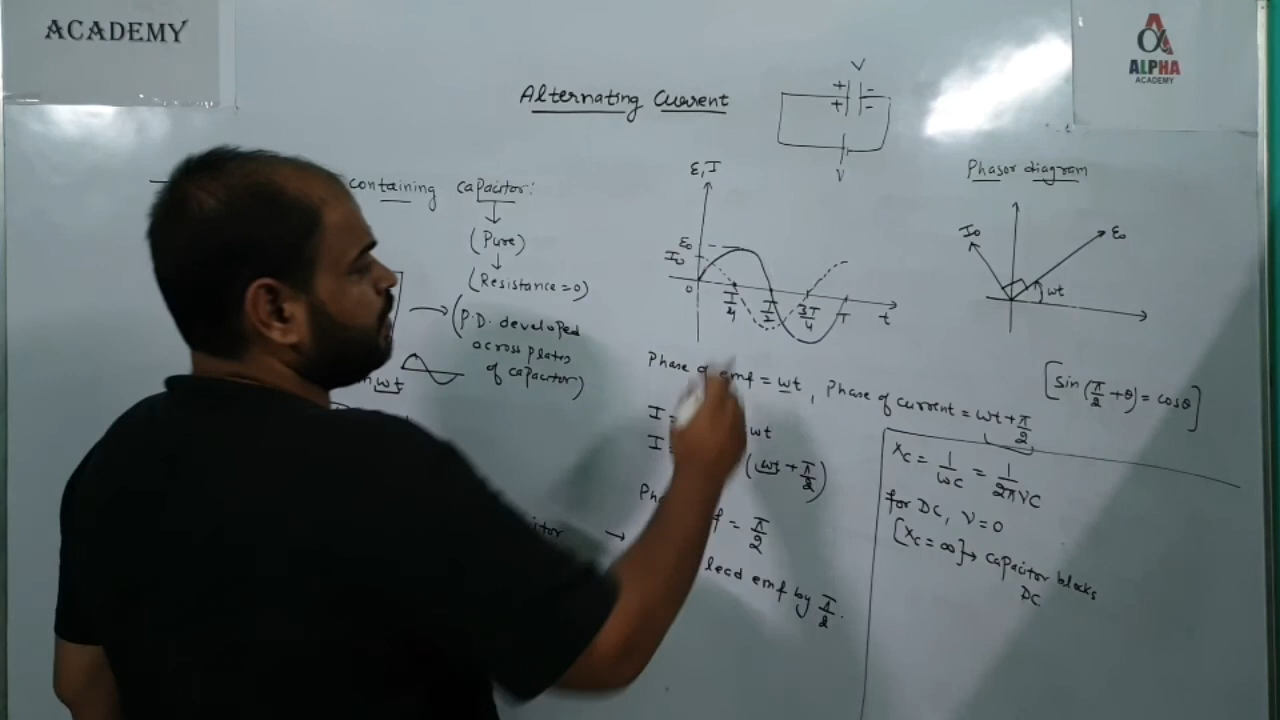 ACADEMY
ALPHA
ACADEMY
Alternating Current
V
+ -
+ -
V
containing capacitor:
(Pure)
(Resistance=0)
(P.D. developed
across plates
of capacitor)
ωt
ε, I
ε₀
I₀
0
T/4
T/2
3T/4
T
t
Phasor diagram
I₀
ε₀
ωt
Phase of emf = ωt, Phase of current = ωt + π/2
[sin(π/2 + θ) = cosθ]
I =
ωt
I =
(ωt + π/2)
= π/2
lead emf by π/2.
Xc = 1/ωC = 1/2πνC
for DC, ν=0
[Xc = ∞] → capacitor blocks
DC